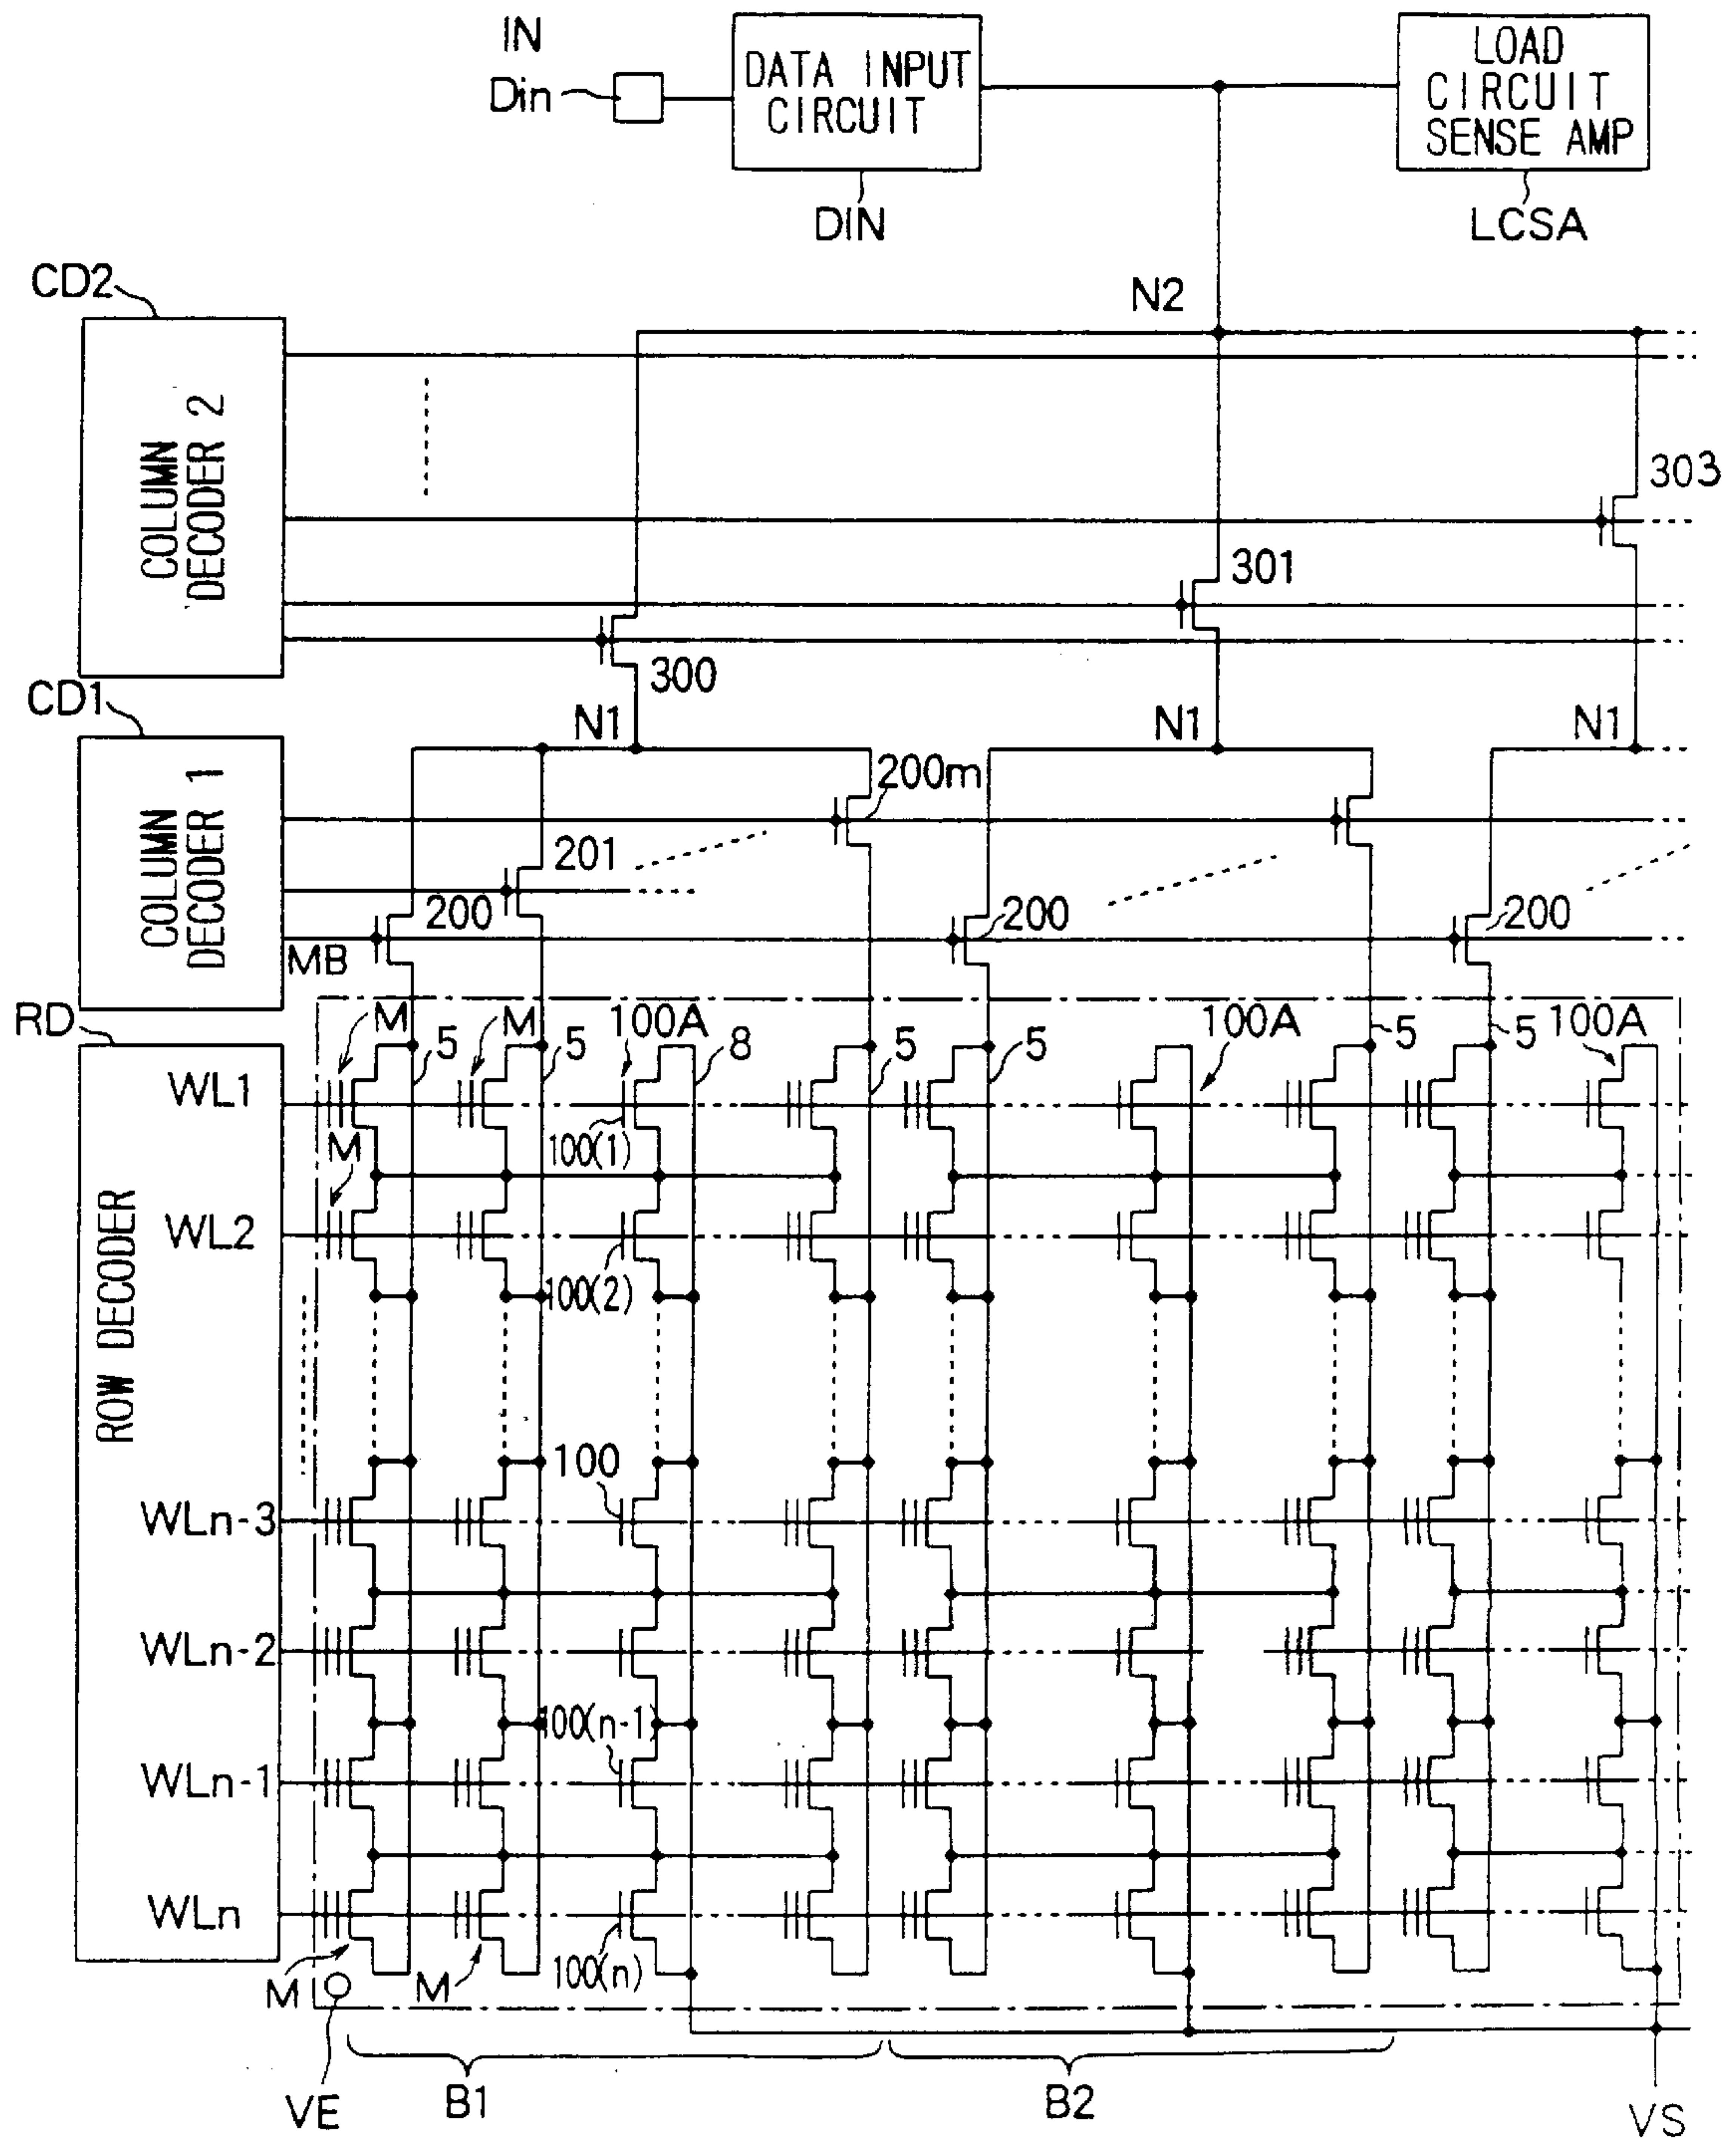 IN
Din
DATA INPUT
CIRCUIT
DIN
LOAD
CIRCUIT
SENSE AMP
LCSA
CD2
N2
COLUMN
DECODER 2
303
301
300
CD1
N1
N1
N1
COLUMN
DECODER 1
200m
201
200
200
200
MB
RD
M
M
100A
8
100A
100A
5
5
5
5
5
5
WL1
M
100(1)
WL2
100(2)
ROW DECODER
100
WLn-3
WLn-2
100(n-1)
WLn-1
WLn
100(n)
M
M
VE
B1
B2
VS